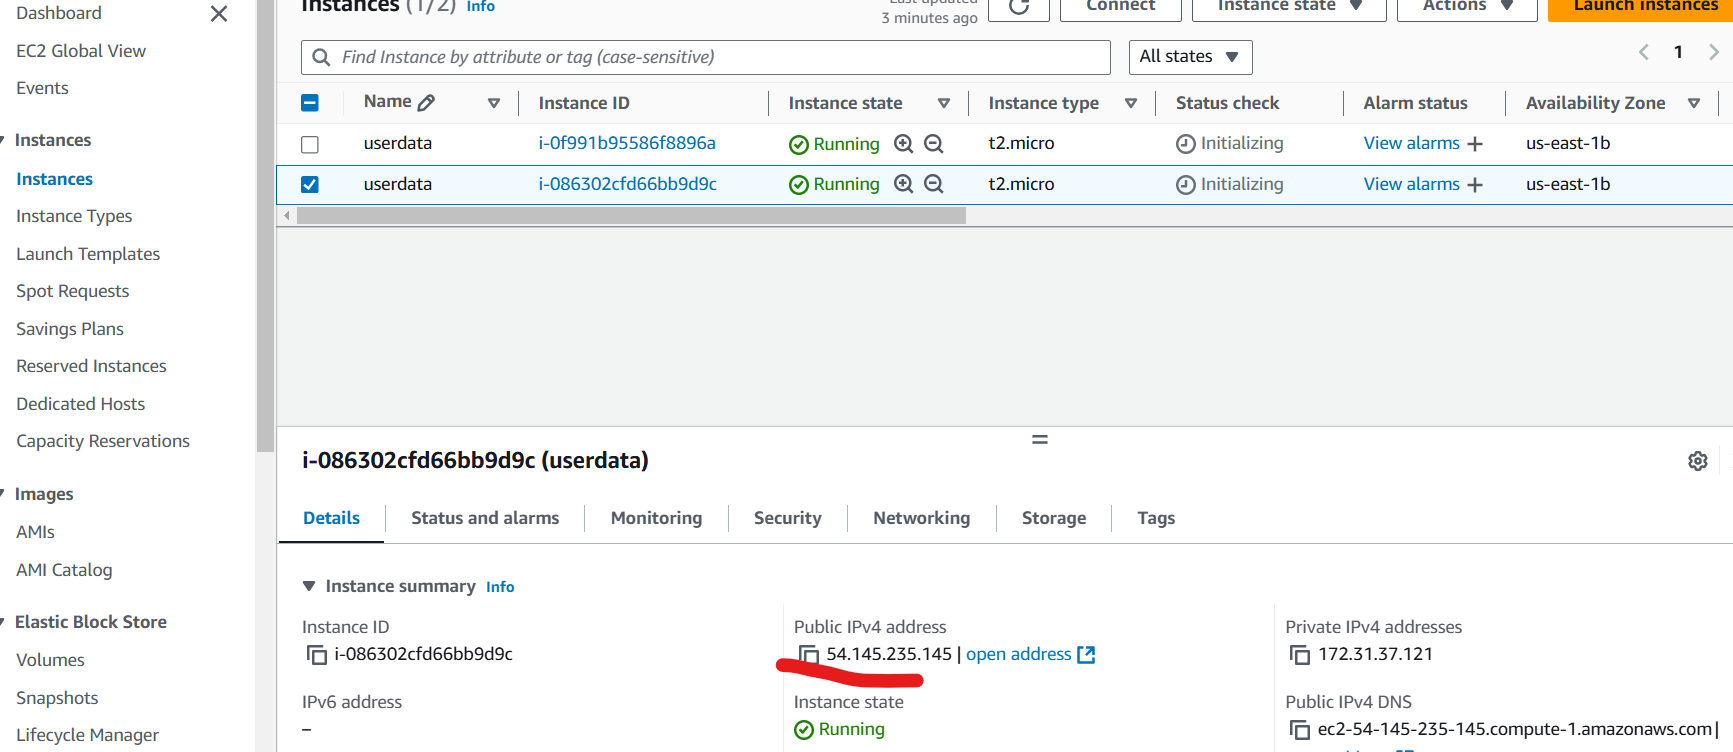 Dashboard
EC2 Global View
Events
Instances
Instances
Instance Types
Launch Templates
Spot Requests
Savings Plans
Reserved Instances
Dedicated Hosts
Capacity Reservations
Images
AMIs
AMI Catalog
Elastic Block Store
Volumes
Snapshots
Lifecycle Manager
Instances (1/2) Info
Last updated
3 minutes ago
Connect
Instance state
Actions
Launch instances
Find Instance by attribute or tag (case-sensitive)
All states
1
Name Instance ID Instance state Instance type Status check Alarm status Availability Zone
userdata i-0f991b95586f8896a Running t2.micro Initializing View alarms + us-east-1b
userdata i-086302cfd66bb9d9c Running t2.micro Initializing View alarms + us-east-1b
i-086302cfd66bb9d9c (userdata)
Details Status and alarms Monitoring Security Networking Storage Tags
Instance summary Info
Instance ID
i-086302cfd66bb9d9c
Public IPv4 address
54.145.235.145 | open address
Private IPv4 addresses
172.31.37.121
IPv6 address
–
Instance state
Running
Public IPv4 DNS
ec2-54-145-235-145.compute-1.amazonaws.com |